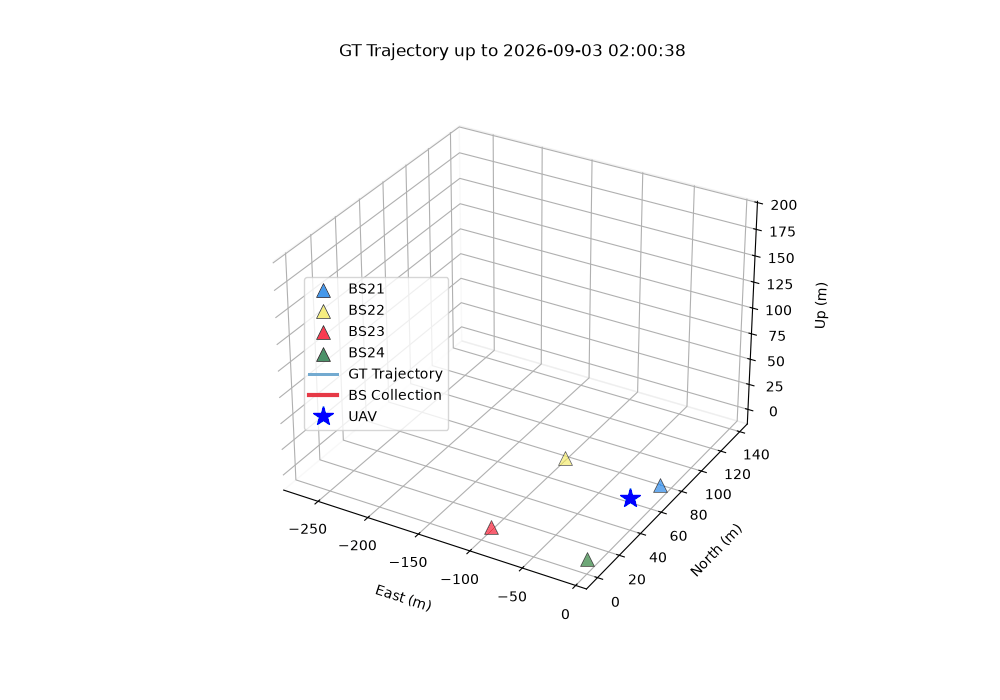 GT Trajectory up to 2026-09-03 02:00:38
BS21
BS22
BS23
BS24
GT Trajectory
BS Collection
UAV
200
175
150
125
100
75
50
25
0
Up (m)
140
120
100
80
60
40
20
0
North (m)
−250
−200
−150
−100
−50
0
East (m)